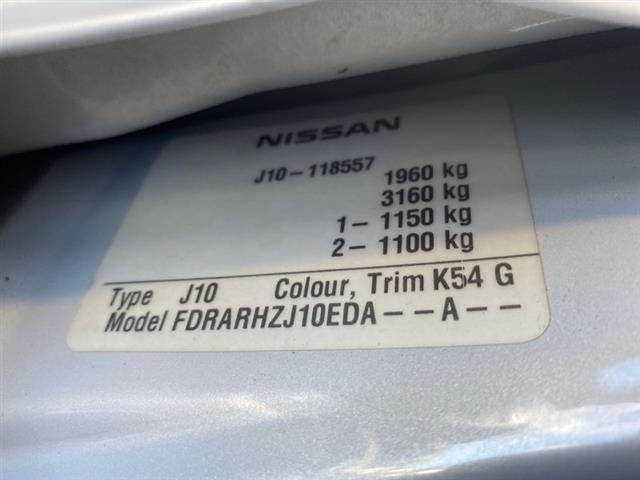 NISSAN
J10-118557
1960 kg
3160 kg
1- 1150 kg
2- 1100 kg
Type J10 Colour, Trim K54 G
Model FDRARHZJ10EDA--A--